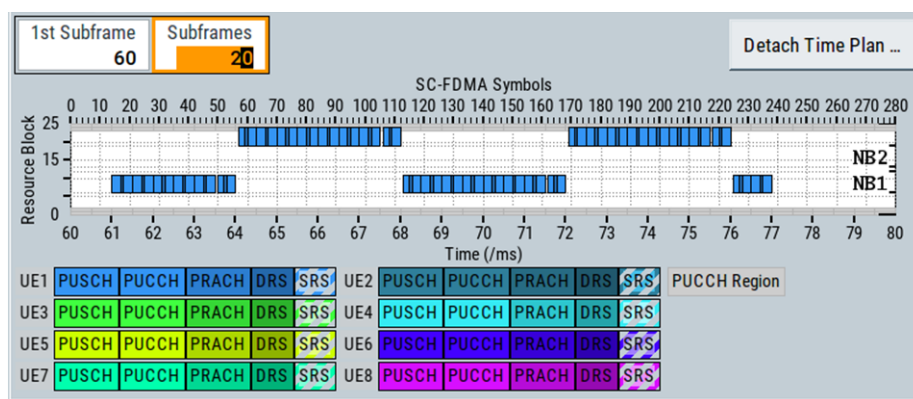 1st Subframe
60
Subframes
20
Detach Time Plan ...
SC-FDMA Symbols
0 10 20 30 40 50 60 70 80 90 100 110 120 130 140 150 160 170 180 190 200 210 220 230 240 250 260 270 280
Resource Block
25
15
0
NB2
NB1
60 61 62 63 64 65 66 67 68 69 70 71 72 73 74 75 76 77 78 79 80
Time (/ms)
UE1 PUSCH PUCCH PRACH DRS SRS UE2 PUSCH PUCCH PRACH DRS SRS PUCCH Region
UE3 PUSCH PUCCH PRACH DRS SRS UE4 PUSCH PUCCH PRACH DRS SRS
UE5 PUSCH PUCCH PRACH DRS SRS UE6 PUSCH PUCCH PRACH DRS SRS
UE7 PUSCH PUCCH PRACH DRS SRS UE8 PUSCH PUCCH PRACH DRS SRS